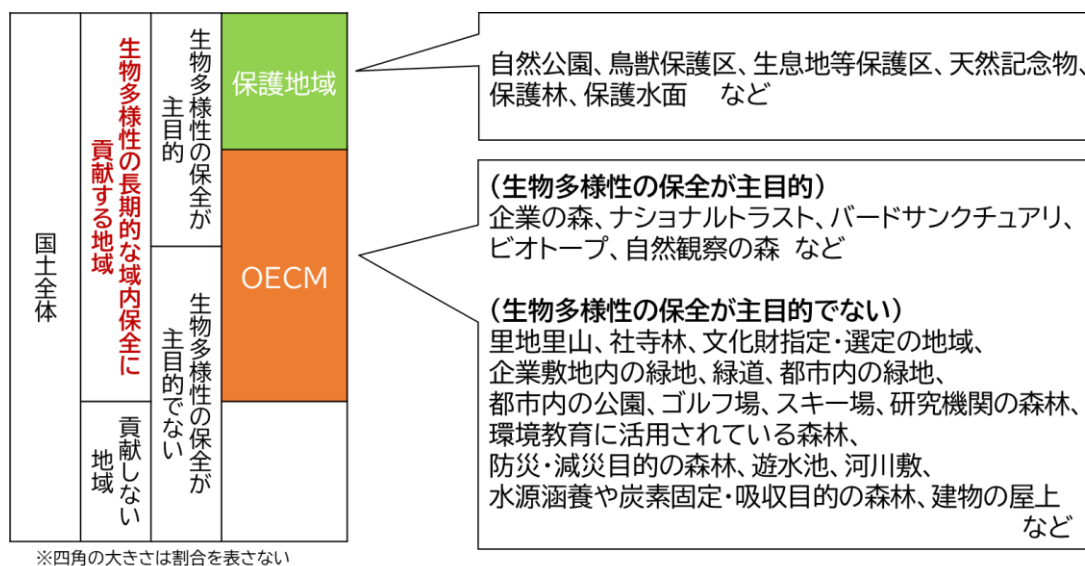 国土全体
生物多様性の長期的な域内保全に
貢献する地域
貢献しない
地域
生物多様性の保全が
主目的
生物多様性の保全が
主目的でない
保護地域
OECM
自然公園、鳥獣保護区、生息地等保護区、天然記念物、
保護林、保護水面 など
(生物多様性の保全が主目的)
企業の森、ナショナルトラスト、バードサンクチュアリ、
ビオトープ、自然観察の森 など
(生物多様性の保全が主目的でない)
里地里山、社寺林、文化財指定・選定の地域、
企業敷地内の緑地、緑道、都市内の緑地、
都市内の公園、ゴルフ場、スキー場、研究機関の森林、
環境教育に活用されている森林、
防災・減災目的の森林、遊水池、河川敷、
水源涵養や炭素固定・吸収目的の森林、建物の屋上
など
※四角の大きさは割合を表さない